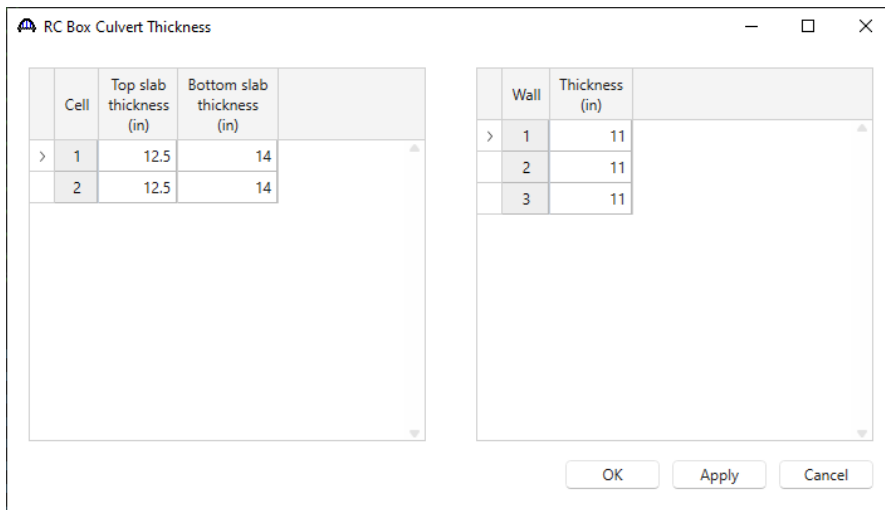 RC Box Culvert Thickness
Cell
Top slab
thickness
(in)
Bottom slab
thickness
(in)
1 12.5 14
2 12.5 14
Wall
Thickness
(in)
1 11
2 11
3 11
OK Apply Cancel